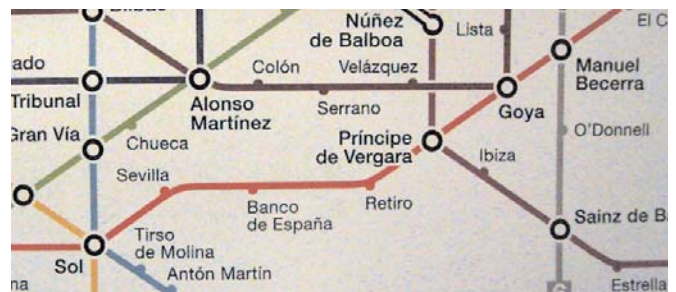 Bilbao
Núñez
de Balboa
Lista
El C
ado
Colón
Velázquez
Manuel
Becerra
Tribunal
Alonso
Martínez
Serrano
Goya
Gran Vía
Chueca
Príncipe
de Vergara
O'Donnell
Ibiza
Sevilla
Banco
de España
Retiro
Sainz de B
Tirso
de Molina
Sol
Antón Martín
na
6
Estrella